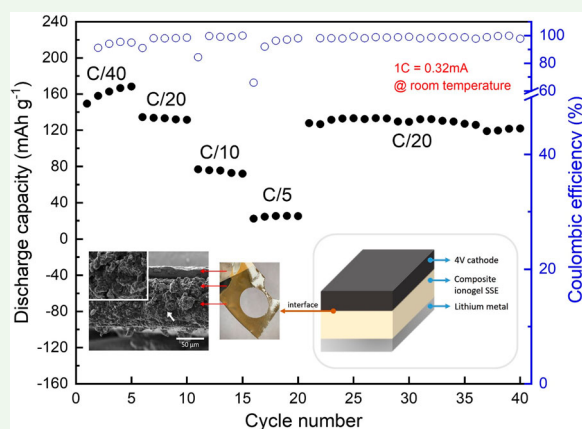 Discharge capacity (mAh g⁻¹)
240
200
160
120
80
40
0
-40
-80
-120
-160
C/40
C/20
C/10
C/5
C/20
1C = 0.32mA
@ room temperature
100
80
60
40
20
10
0
Coulombic efficiency (%)
50 μm
interface
4V cathode
Composite
ionogel SSE
Lithium metal
0
5
10
15
20
25
30
35
40
Cycle number